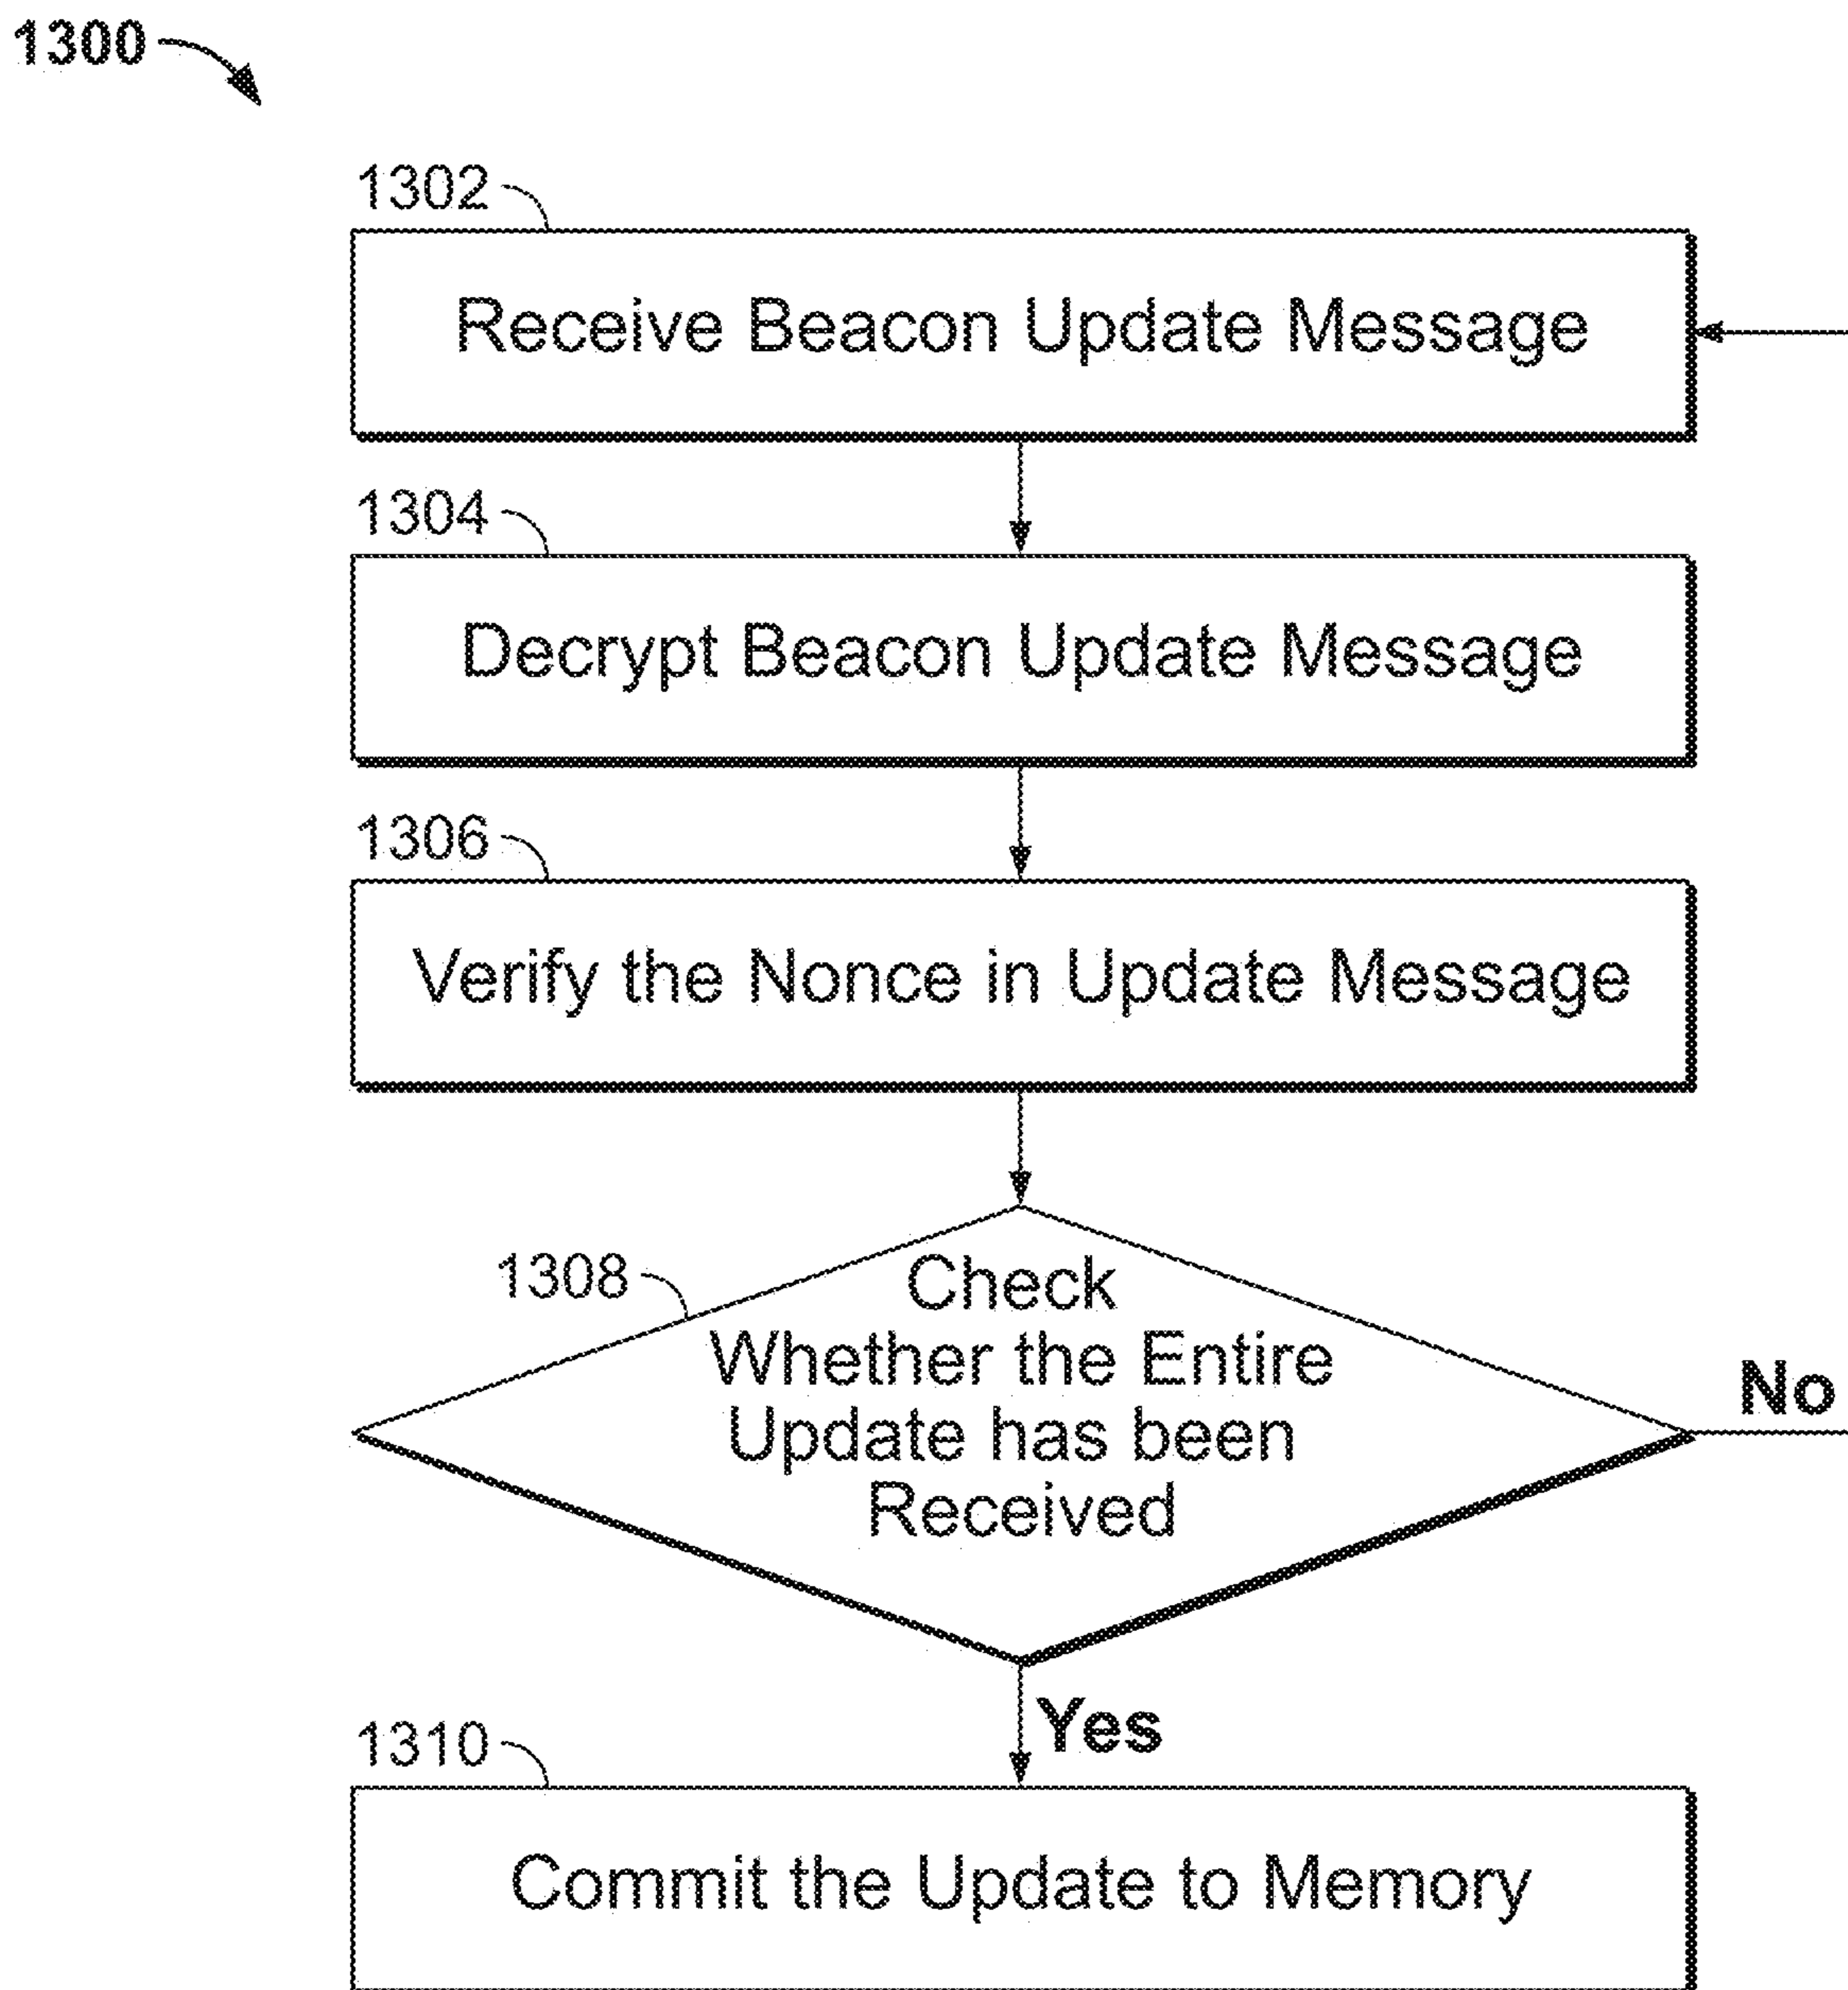 1300
1302
Receive Beacon Update Message
1304
Decrypt Beacon Update Message
1306
Verify the Nonce in Update Message
1308
Check
Whether the Entire
Update has been
Received
No
Yes
1310
Commit the Update to Memory